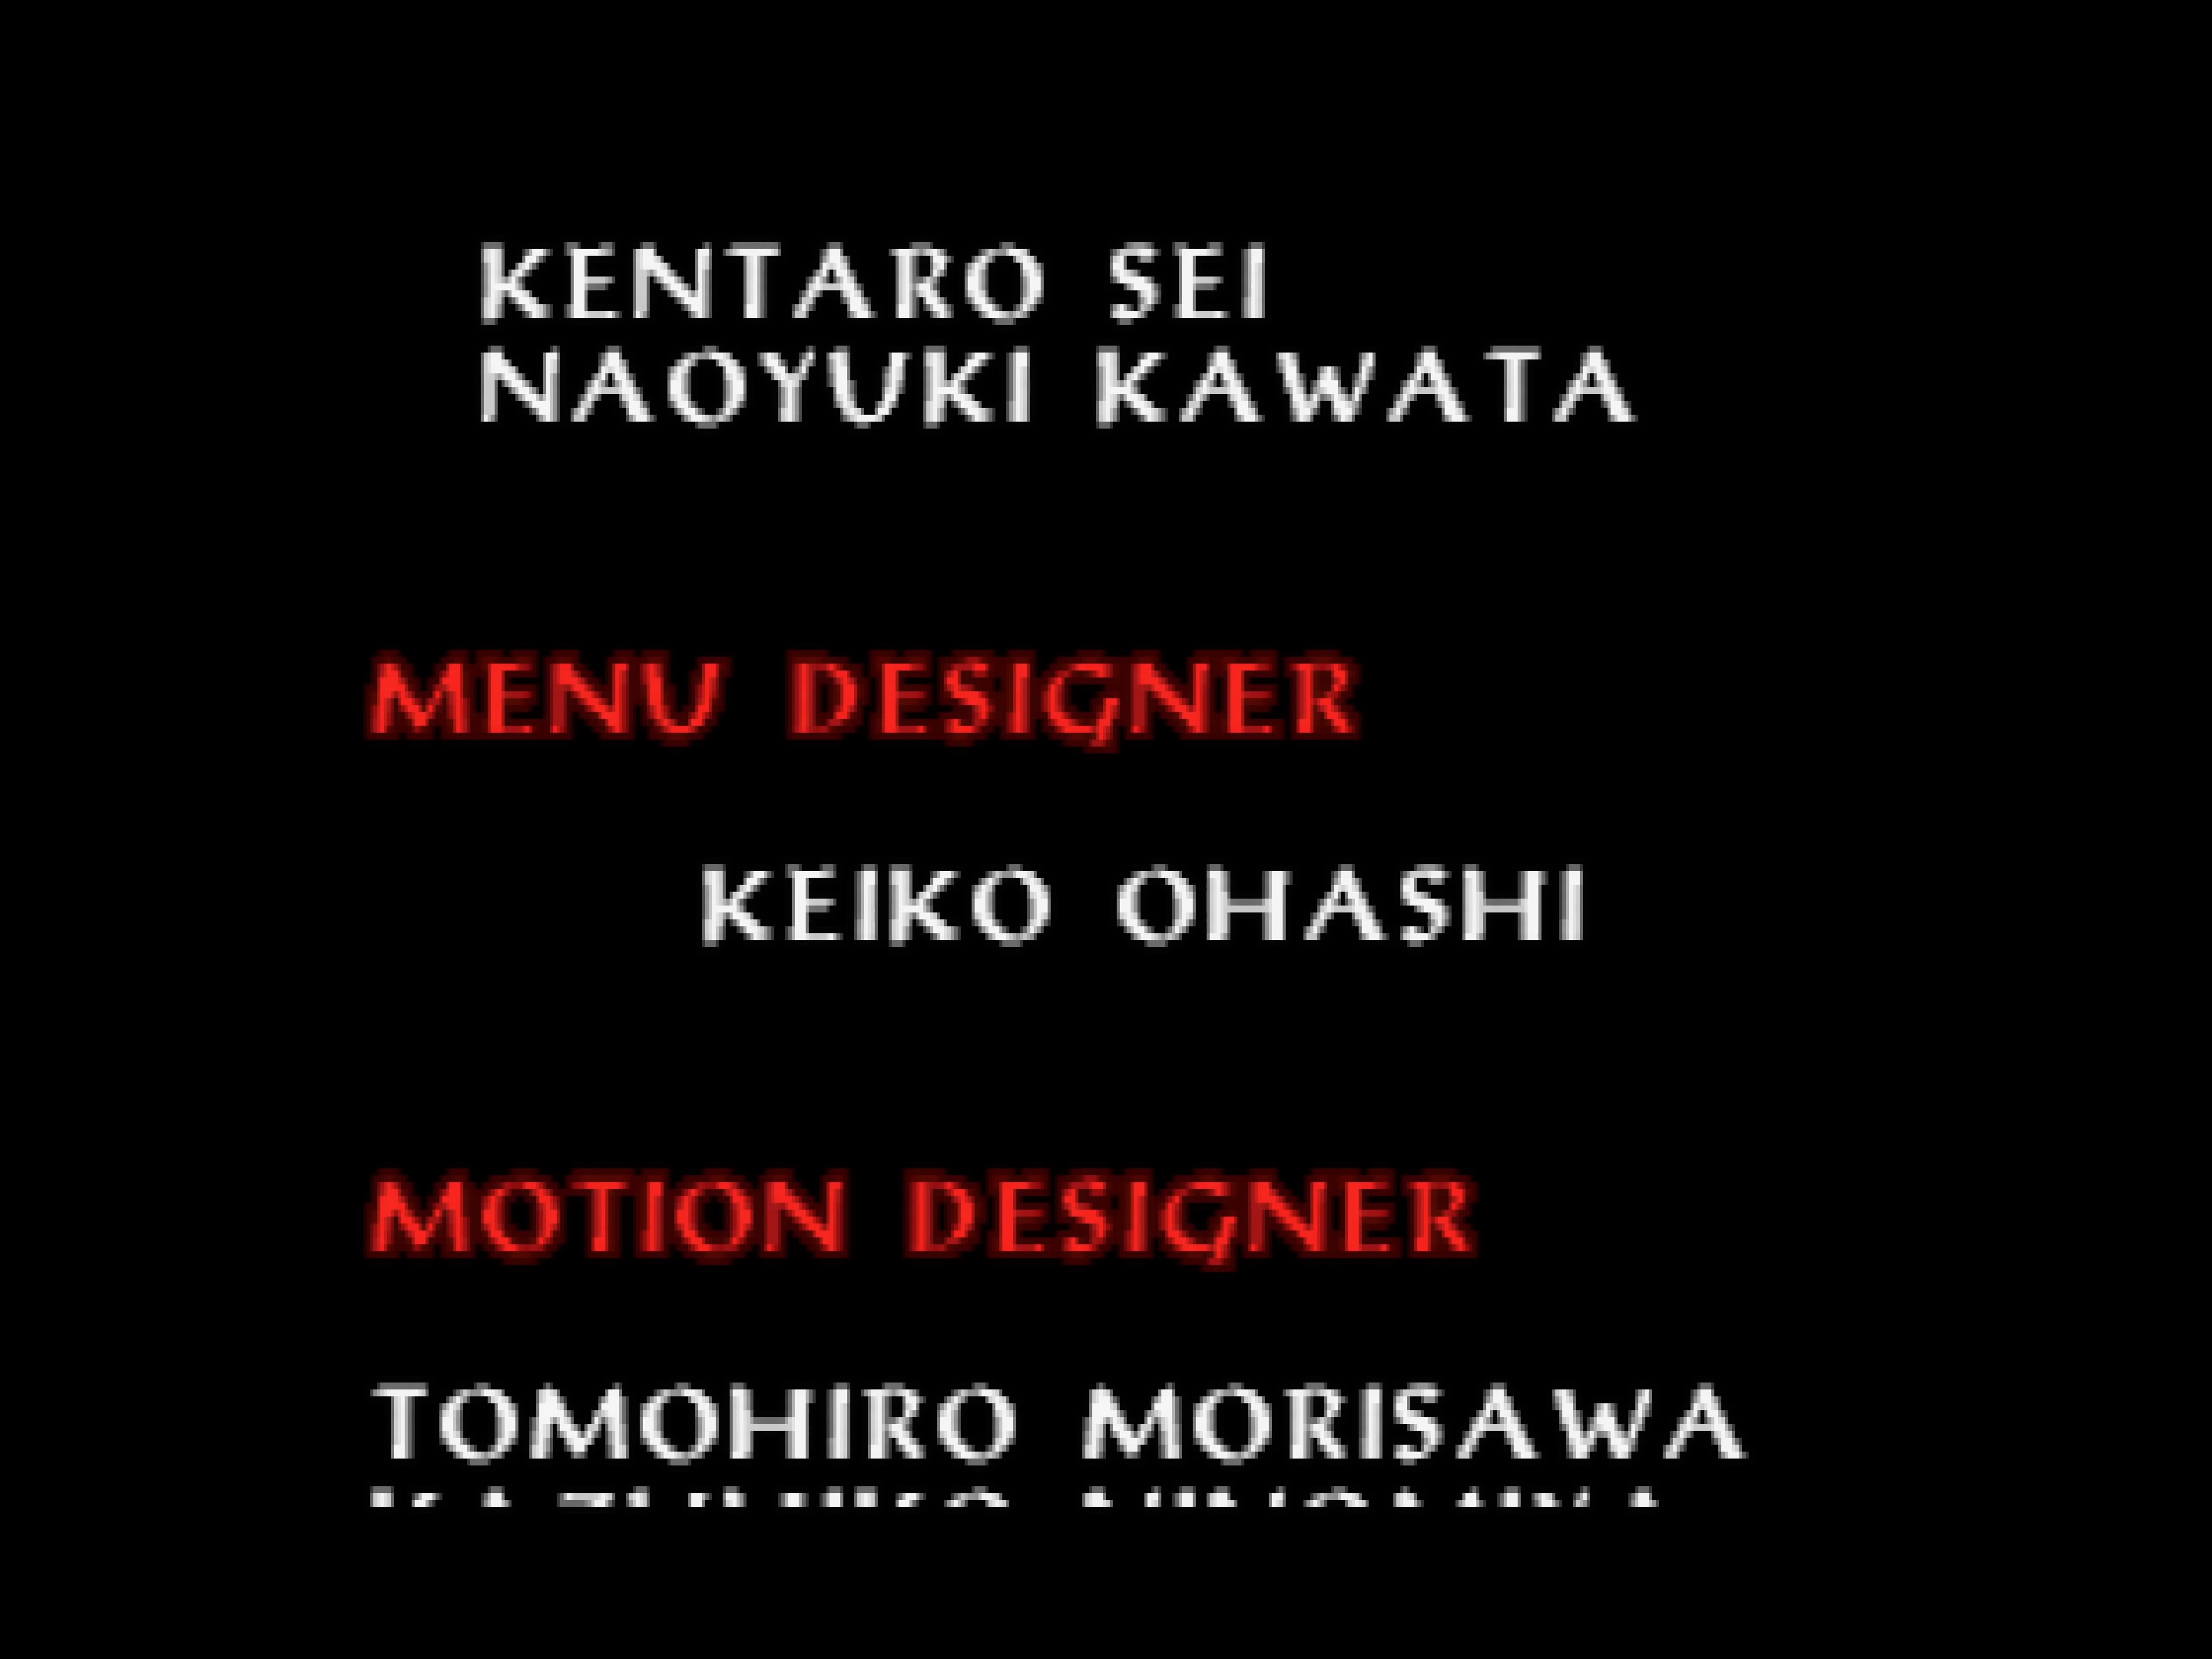 KENTARO SEI
NAOYUKI KAWATA
MENU DESIGNER
KEIKO OHASHI
MOTION DESIGNER
TOMOHIRO MORISAWA